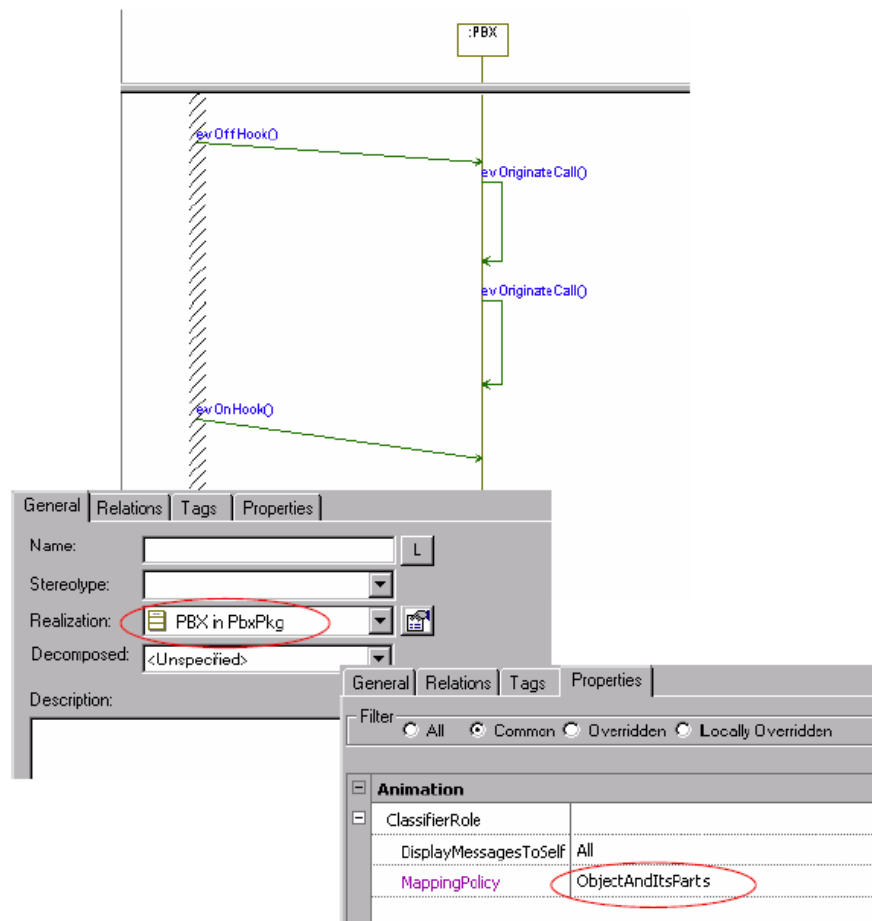 :PBX
evOffHook()
evOriginateCall()
evOriginateCall()
evOnHook()
General Relations Tags Properties
Name: L
Stereotype:
Realization: PBX in PbxPkg
Decomposed: <Unspecified>
Description:
General Relations Tags Properties
Filter
All Common Overridden Locally Overridden
Animation
ClassifierRole
DisplayMessagesToSelf All
MappingPolicy ObjectAndItsParts